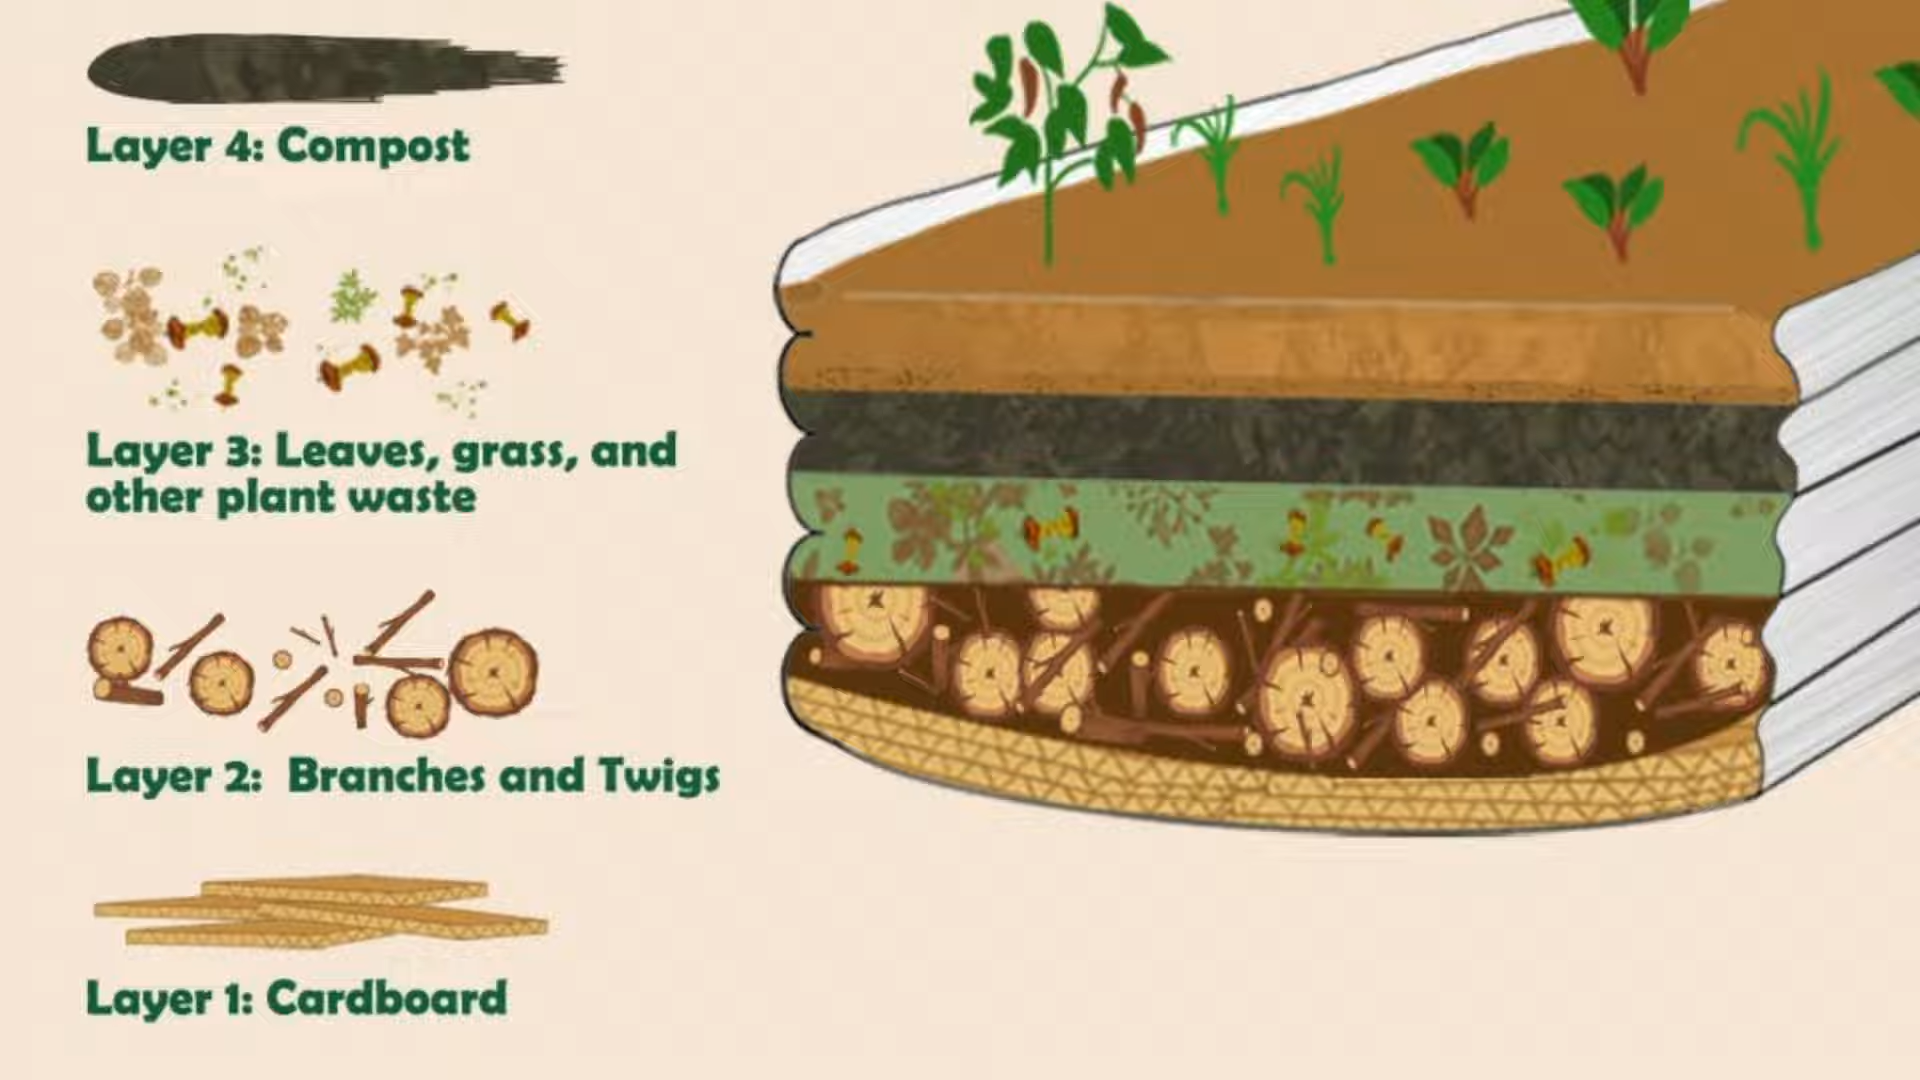 Layer 4: Compost
Layer 3: Leaves, grass, and
other plant waste
Layer 2: Branches and Twigs
Layer 1: Cardboard